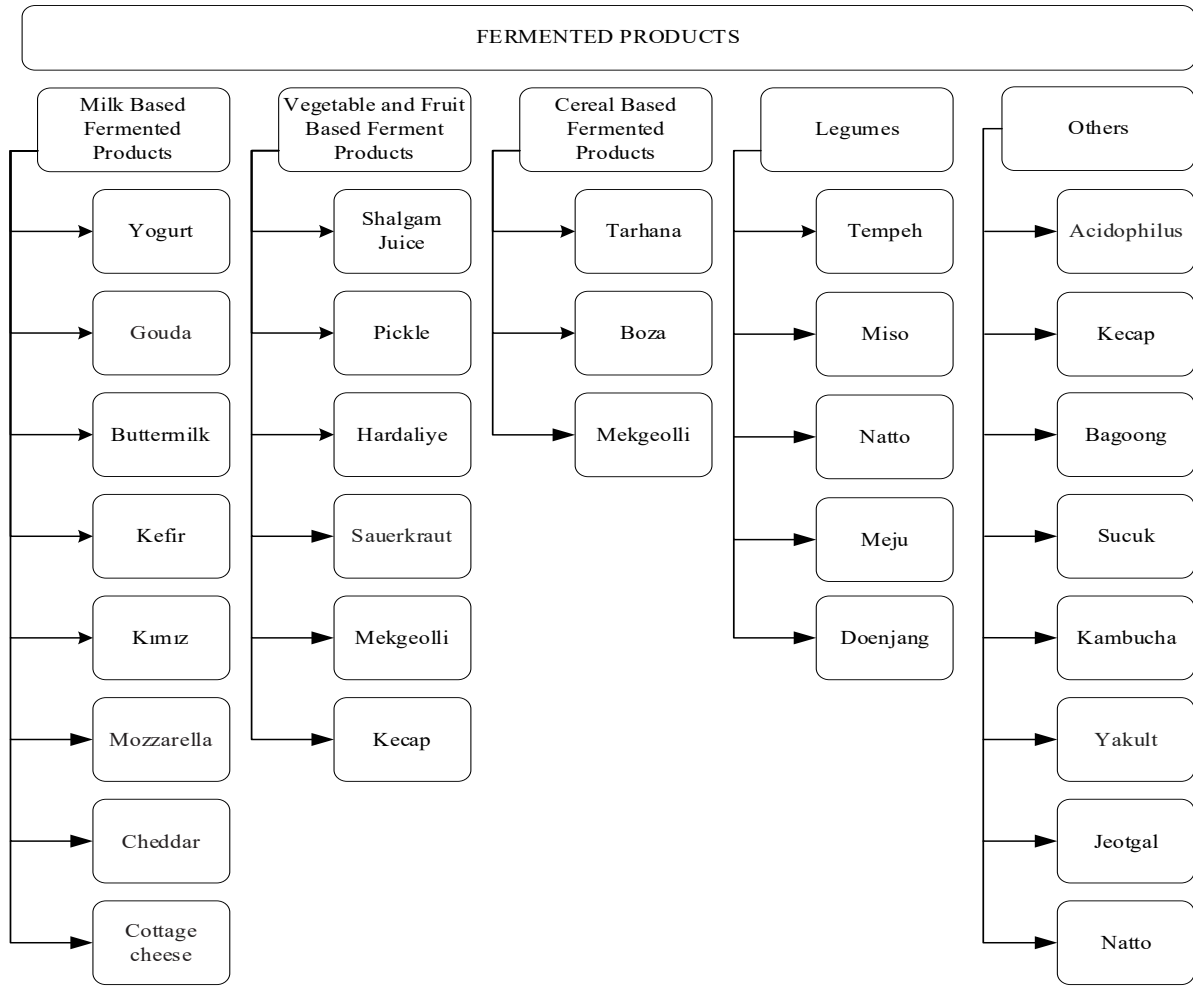 FERMENTED PRODUCTS
Milk Based
Fermented
Products
Yogurt
Gouda
Buttermilk
Kefir
Kımız
Mozzarella
Cheddar
Cottage
cheese
Vegetable and Fruit
Based Ferment
Products
Shalgam
Juice
Pickle
Hardaliye
Sauerkraut
Mekgeolli
Kecap
Cereal Based
Fermented
Products
Tarhana
Boza
Mekgeolli
Legumes
Tempeh
Miso
Natto
Meju
Doenjang
Others
Acidophilus
Kecap
Bagoong
Sucuk
Kambucha
Yakult
Jeotgal
Natto